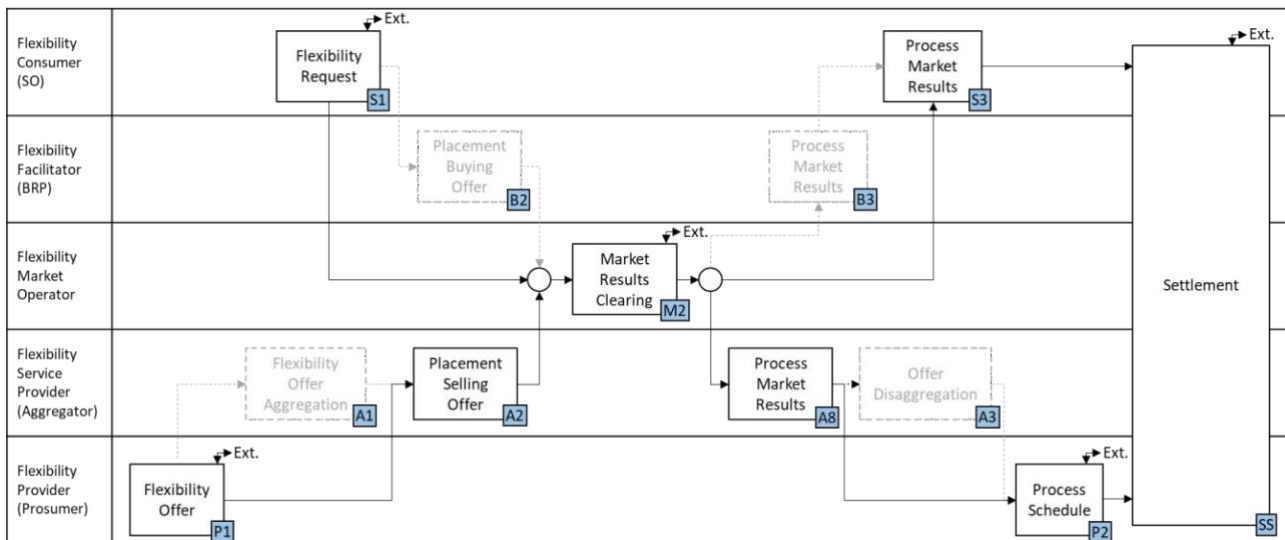 Flexibility
Consumer
(SO)
Ext.
Flexibility
Request
S1
Process
Market
Results
S3
Ext.
Flexibility
Facilitator
(BRP)
Placement
Buying
Offer
B2
Process
Market
Results
B3
Flexibility
Market
Operator
Ext.
Market
Results
Clearing
M2
Settlement
Flexibility
Service
Provider
(Aggregator)
Flexibility
Offer
Aggregation
A1
Placement
Selling
Offer
A2
Process
Market
Results
A8
Offer
Disaggregation
A3
Flexibility
Provider
(Prosumer)
Ext.
Flexibility
Offer
P1
Ext.
Process
Schedule
P2
SS